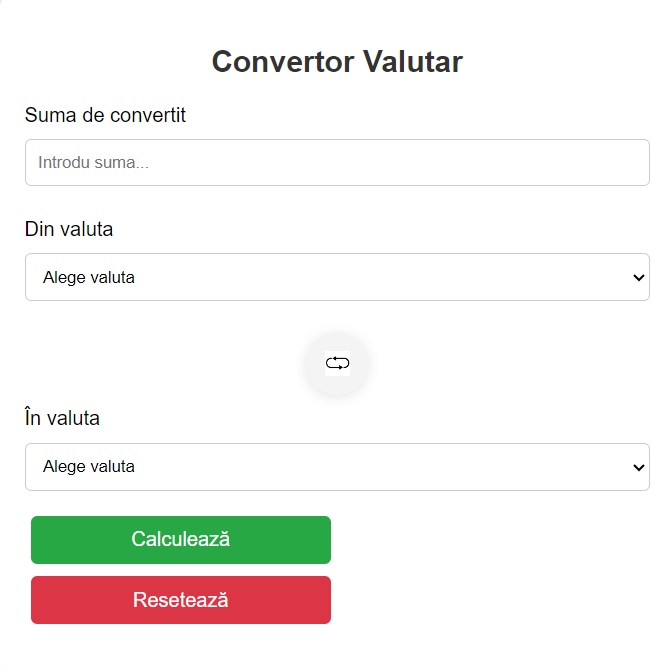 Convertor Valutar
Suma de convertit
Introdu suma...
Din valuta
Alege valuta
În valuta
Alege valuta
Calculează
Resetează